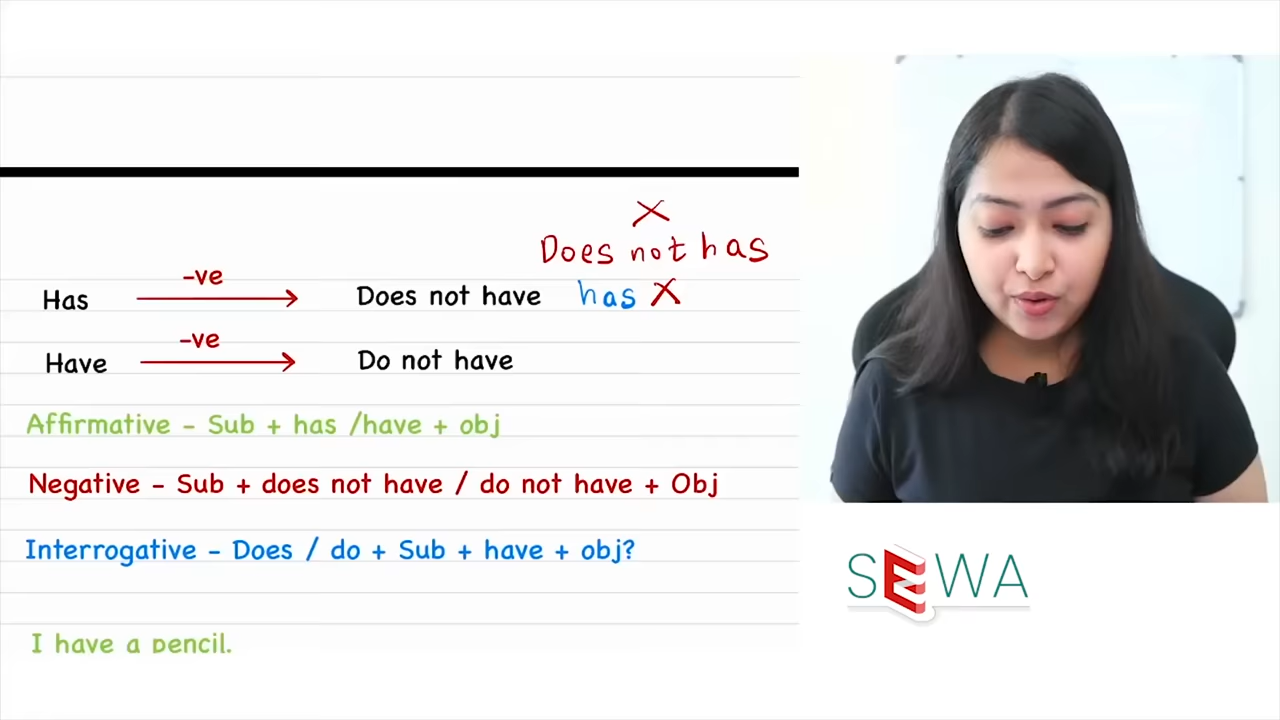 X
Does not has
Has -ve Does not have has X
Have -ve Do not have
Affirmative - Sub + has /have + obj
Negative - Sub + does not have / do not have + Obj
Interrogative - Does / do + Sub + have + obj?
I have a pencil.
SEWA